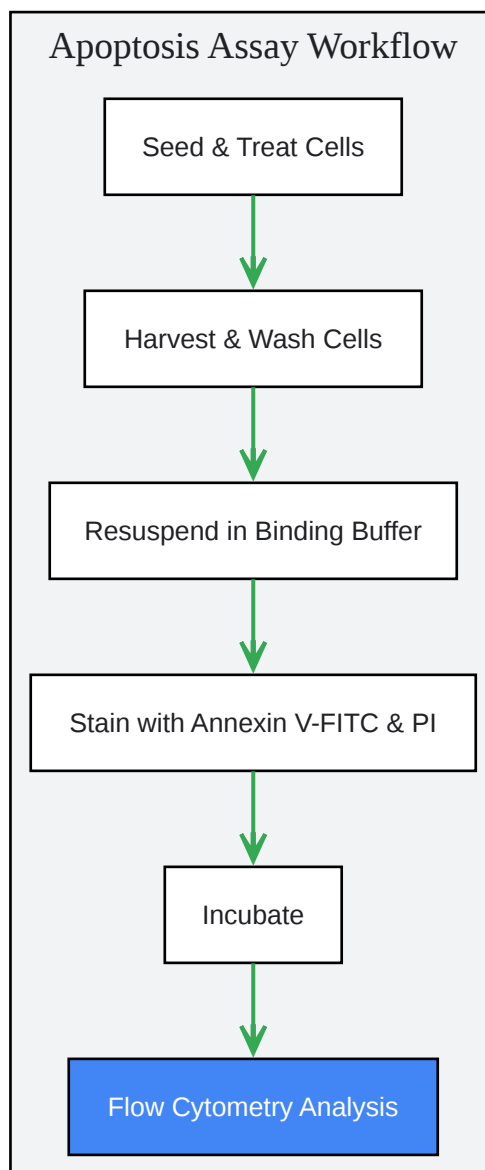 Apoptosis Assay Workflow
Seed & Treat Cells
Harvest & Wash Cells
Resuspend in Binding Buffer
Stain with Annexin V-FITC & PI
Incubate
Flow Cytometry Analysis